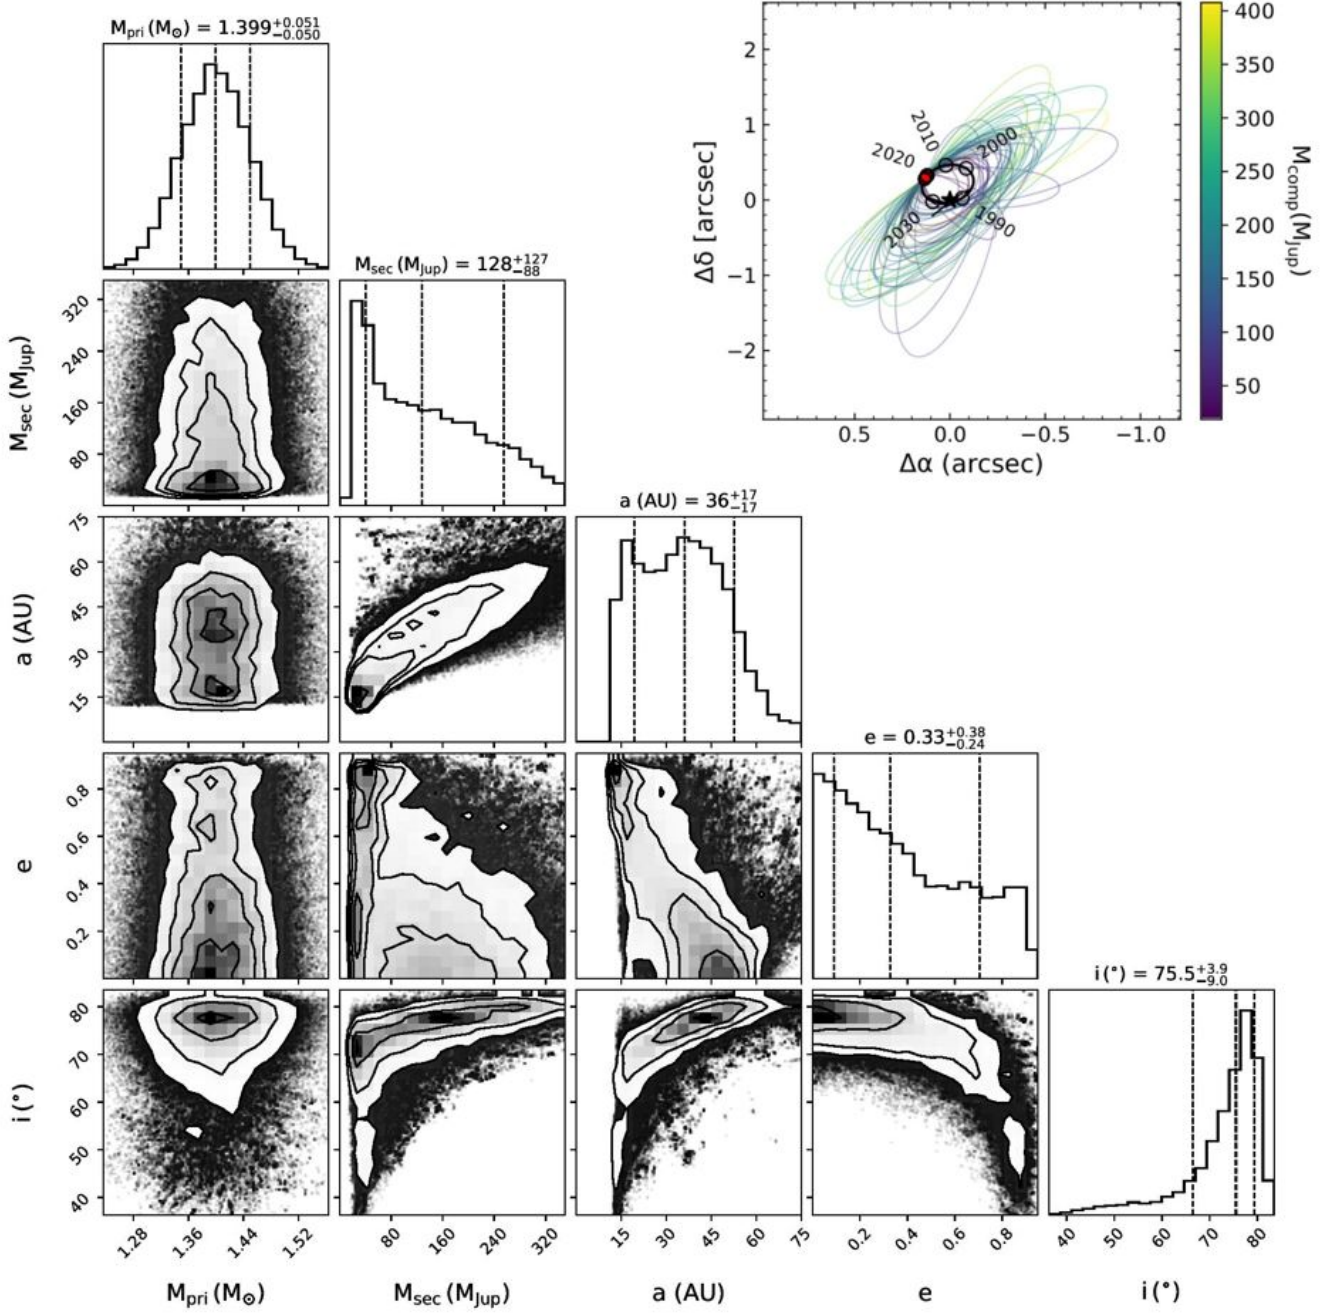 M_pri (M_⊙) = 1.399^{+0.051}_{-0.050}
M_sec (M_Jup) = 128^{+127}_{-88}
a (AU) = 36^{+17}_{-17}
e = 0.33^{+0.38}_{-0.24}
i (°) = 75.5^{+3.9}_{-9.0}
2
1
0
−1
−2
Δδ [arcsec]
0.5 0.0 −0.5 −1.0
Δα (arcsec)
2010
2000
2020
2030
1990
400
350
300
250
200
150
100
50
M_comp (M_Jup)
320
240
160
80
M_sec (M_Jup)
75
60
45
30
15
a (AU)
0.8
0.6
0.4
0.2
e
80
70
60
50
40
i (°)
1.28 1.36 1.44 1.52
80 160 240 320
15 30 45 60 75
0.2 0.4 0.6 0.8
40 50 60 70 80
M_pri (M_⊙)
M_sec (M_Jup)
a (AU)
e
i (°)